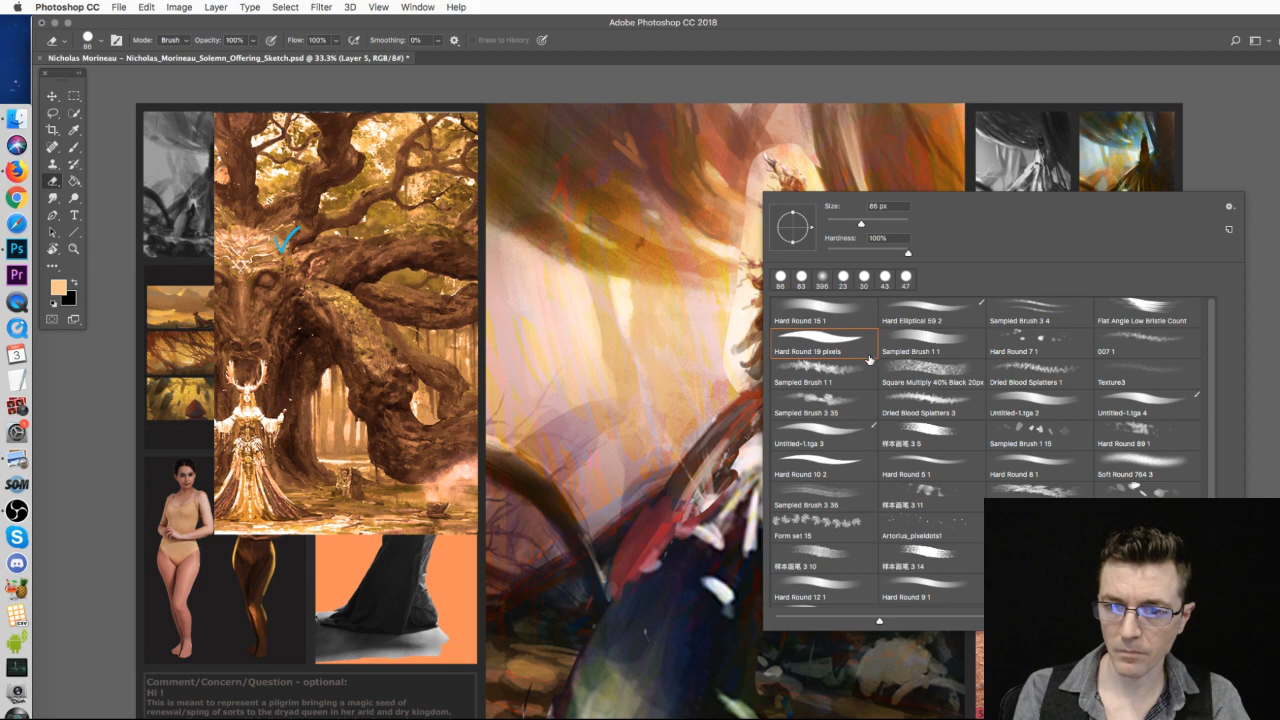 Photoshop CC File Edit Image Layer Type Select Filter 3D View Window Help
Adobe Photoshop CC 2018
86 Mode: Brush Opacity: 100% Flow: 100% Smoothing: 0% Erase to History
× Nicholas Morineau – Nicholas_Morineau_Solemn_Offering_Sketch.psd @ 33.3% (Layer 5, RGB/8#) *
Size: 86 px
Hardness: 100%
86 83 396 23 30 43 47
Hard Round 15 1 Hard Elliptical 59 2 Sampled Brush 3 4 Flat Angle Low Bristle Count
Hard Round 19 pixels Sampled Brush 1 1 Hard Round 7 1 007 1
Sampled Brush 1 1 Square Multiply 40% Black 20px Dried Blood Splatters 1 Texture3
Sampled Brush 3 35 Dried Blood Splatters 3 Untitled-1.tga 2 Untitled-1.tga 4
Untitled-1.tga 3 样本画笔 3 5 Sampled Brush 1 15 Hard Round 89 1
Hard Round 10 2 Hard Round 5 1 Hard Round 8 1 Soft Round 764 3
Sampled Brush 3 36 样本画笔 3 11
Form set 15 Artorius_pixeldots1
样本画笔 3 10 样本画笔 3 14
Hard Round 12 1 Hard Round 9 1
Ps
Pr
3
SOM
S
CSV
T
Comment/Concern/Question - optional:
Hi !
This is meant to represent a pilgrim bringing a magic seed of
renewal/sping of sorts to the dryad queen in her arid and dry kingdom.